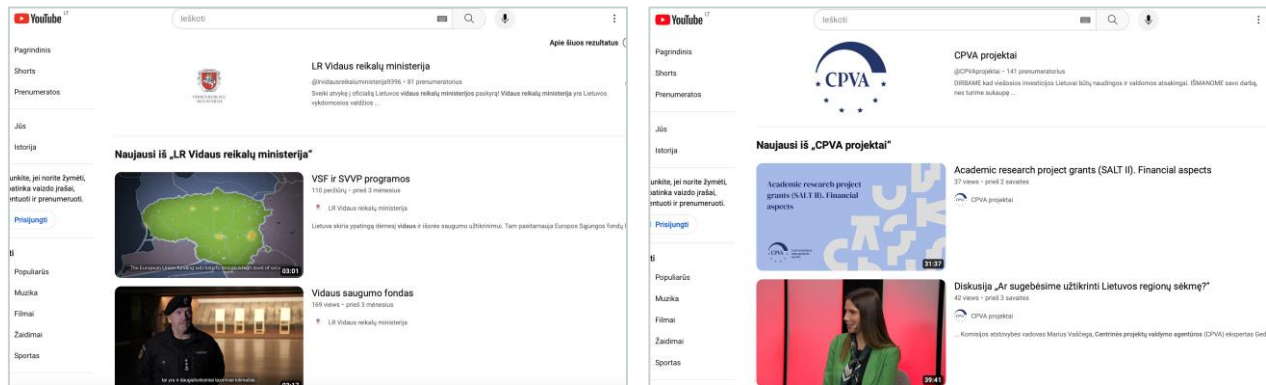 YouTube LT
Ieškoti
Apie šiuos rezultatus
Pagrindinis
Shorts
Prenumeratos
Jūs
Istorija
unkite, jei norite žymėti,
patinka vaizdo įrašai,
entuoti ir prenumeruoti.
Prisijungti
ti
Populiarūs
Muzika
Filmai
Žaidimai
Sportas
LR Vidaus reikalų ministerija
@lrvidausreikaluministerija9396 • 81 prenumeratorius
Sveiki atvykę į oficialią Lietuvos vidaus reikalų ministerijos paskyrą! Vidaus reikalų ministerija yra Lietuvos
vykdomosios valdžios ...
Naujausi iš „LR Vidaus reikalų ministerija“
VSF ir SVVP programos
110 peržiūrų • prieš 3 mėnesius
LR Vidaus reikalų ministerija
Lietuva skiria ypatingą dėmesį vidaus ir išorės saugumo užtikrinimui. Tam pasitarnauja Europos Sąjungos fondų
03:01
Vidaus saugumo fondas
169 views • prieš 3 mėnesius
LR Vidaus reikalų ministerija
03:17
YouTube LT
Ieškoti
Pagrindinis
Shorts
Prenumeratos
Jūs
Istorija
unkite, jei norite žymėti,
patinka vaizdo įrašai,
entuoti ir prenumeruoti.
Prisijungti
ti
Populiarūs
Muzika
Filmai
Žaidimai
Sportas
CPVA
CPVA projektai
@CPVAprojektai • 141 prenumeratorius
DIRBAME kad viešosios investicijos Lietuvai būtų naudingos ir valdomos atsakingai. IŠMANOME savo darbą,
nes turime sukaupę ...
Naujausi iš „CPVA projektai“
Academic research project
grants (SALT II). Financial
aspects
CPVA
31:37
Academic research project grants (SALT II). Financial aspects
37 views • prieš 2 savaites
CPVA projektai
Diskusija „Ar sugebėsime užtikrinti Lietuvos regionų sėkmę?“
42 views • prieš 3 savaites
CPVA projektai
... Komisijos atstovybės vadovas Marius Vaščega, Centrinės projektų valdymo agentūros (CPVA) ekspertas Ged
39:41